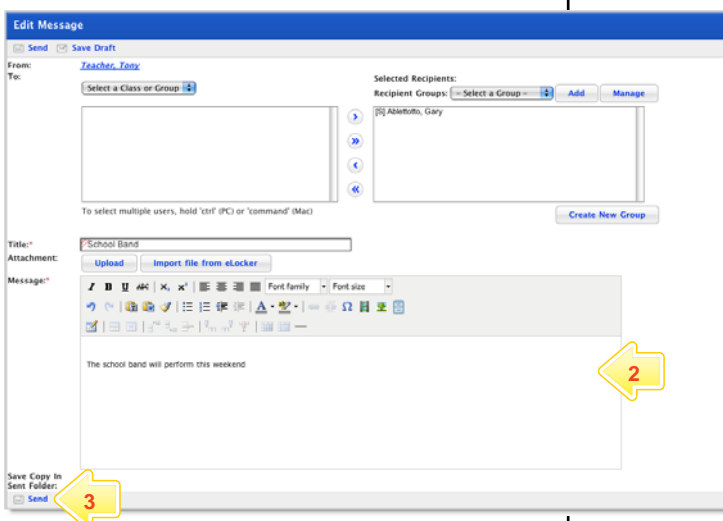 Edit Message
Send Save Draft
From: Teacher, Tony
To:
Select a Class or Group
Selected Recipients:
Recipient Groups: - Select a Group - Add Manage
[S] Ablettotto, Gary
To select multiple users, hold 'ctrl' (PC) or 'command' (Mac)
Create New Group
Title:* School Band
Attachment: Upload Import file from eLocker
Message:* I B U ABC X, x' Font family Font size
A Ω
The school band will perform this weekend
2
Save Copy In
Sent Folder:
Send
3